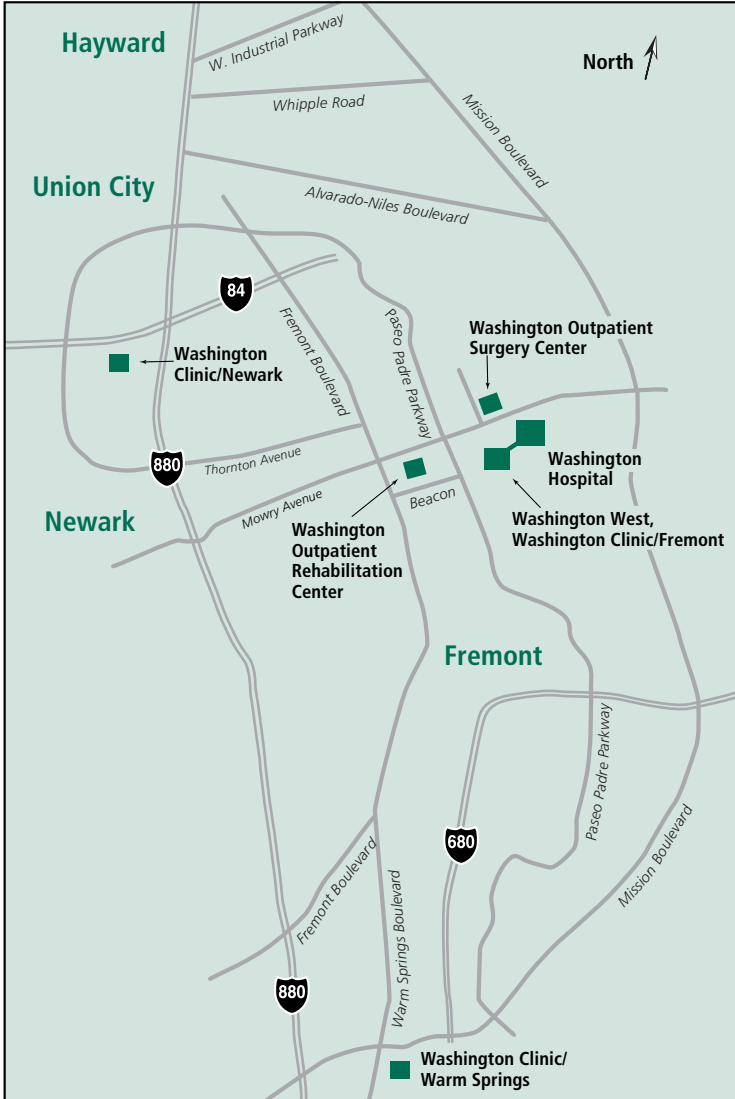 Hayward
W. Industrial Parkway
North
Whipple Road
Mission Boulevard
Union City
Alvarado-Niles Boulevard
84
Fremont Boulevard
Paseo Padre Parkway
Washington Outpatient
Surgery Center
Washington
Clinic/Newark
880
Thornton Avenue
Washington
Hospital
Mowry Avenue
Beacon
Newark
Washington West,
Washington Clinic/Fremont
Washington
Outpatient
Rehabilitation
Center
Fremont
Paseo Padre Parkway
680
Mission Boulevard
Fremont Boulevard
Warm Springs Boulevard
880
Washington Clinic/
Warm Springs